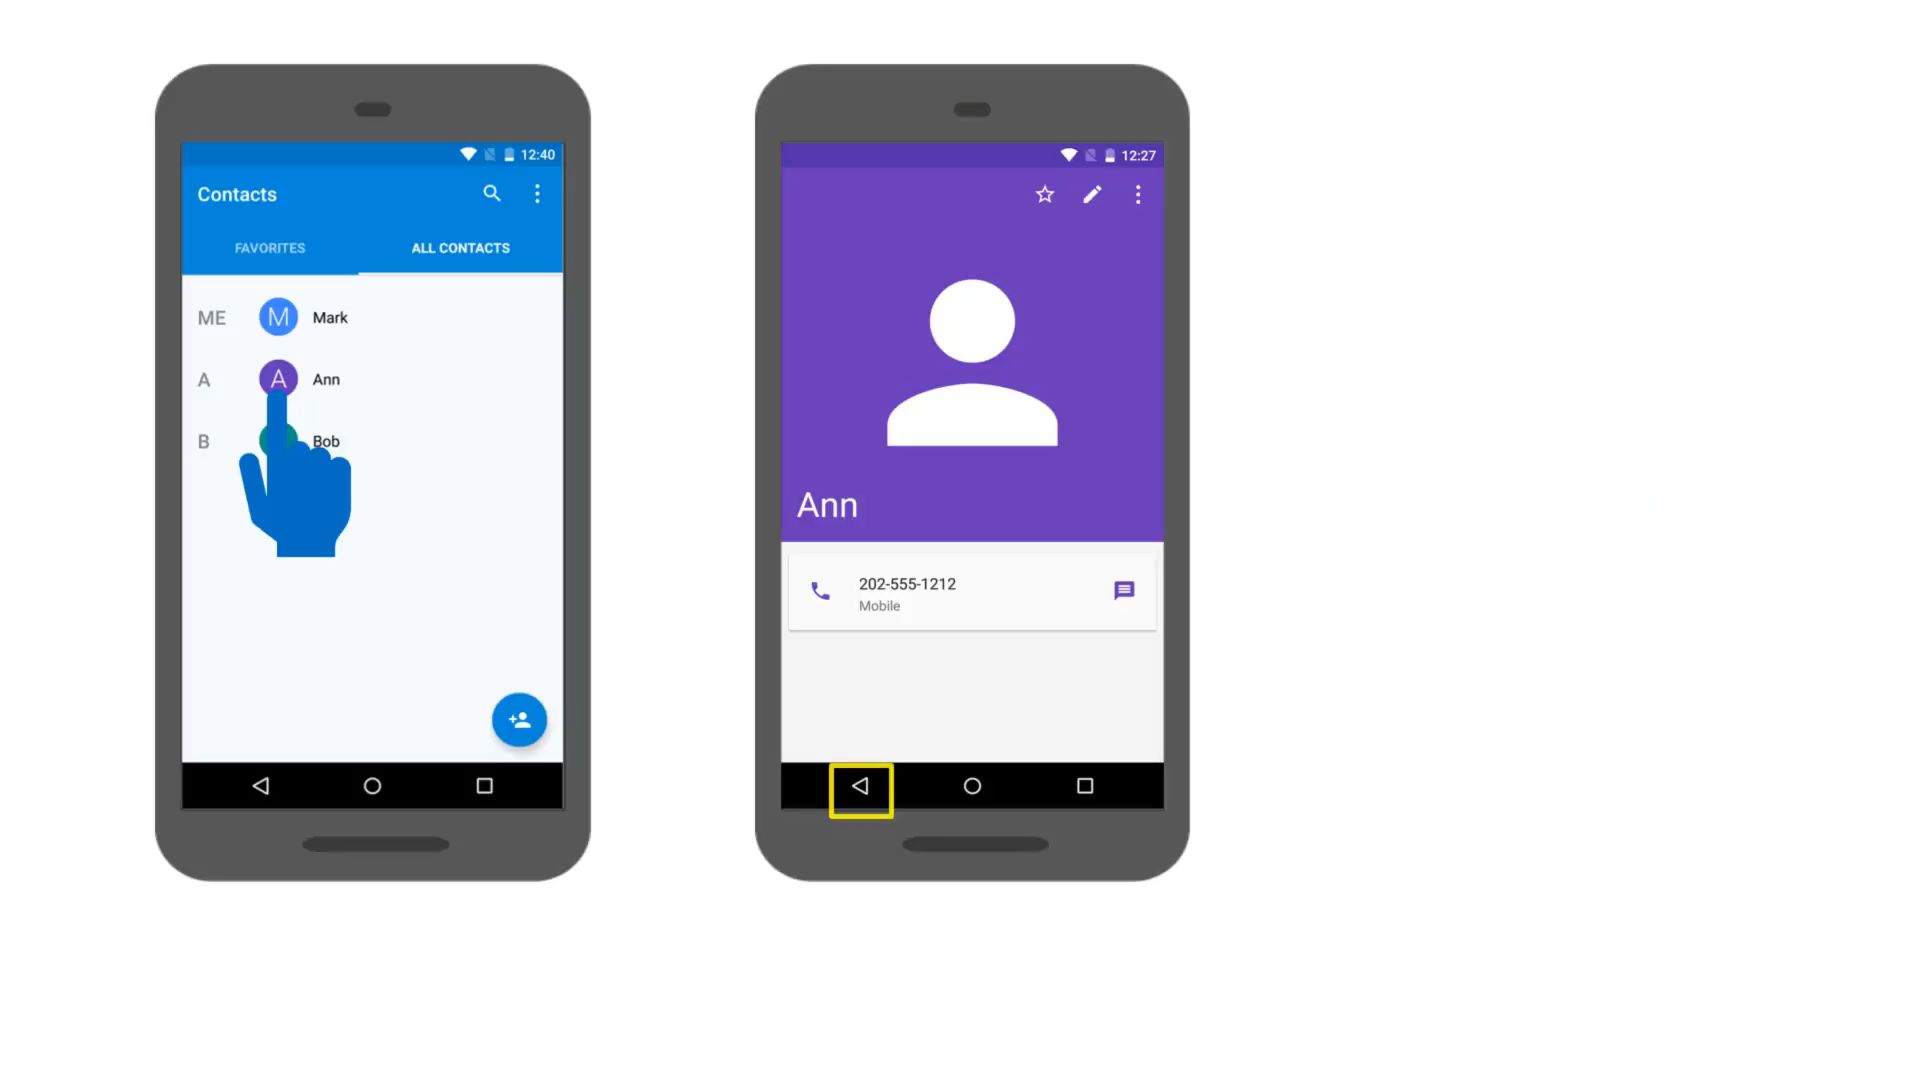 12:40
Contacts
FAVORITES ALL CONTACTS
ME M Mark
A A Ann
B Bob
12:27
Ann
202-555-1212
Mobile